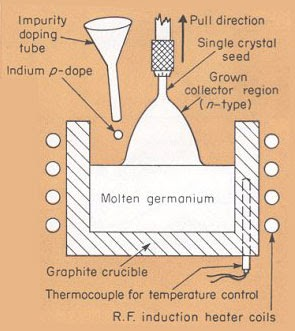 Impurity
doping
tube
Indium p-dope
Pull direction
Single crystal
seed
Grown
collector region
(n-type)
Molten germanium
Graphite crucible
Thermocouple for temperature control
R.F. induction heater coils